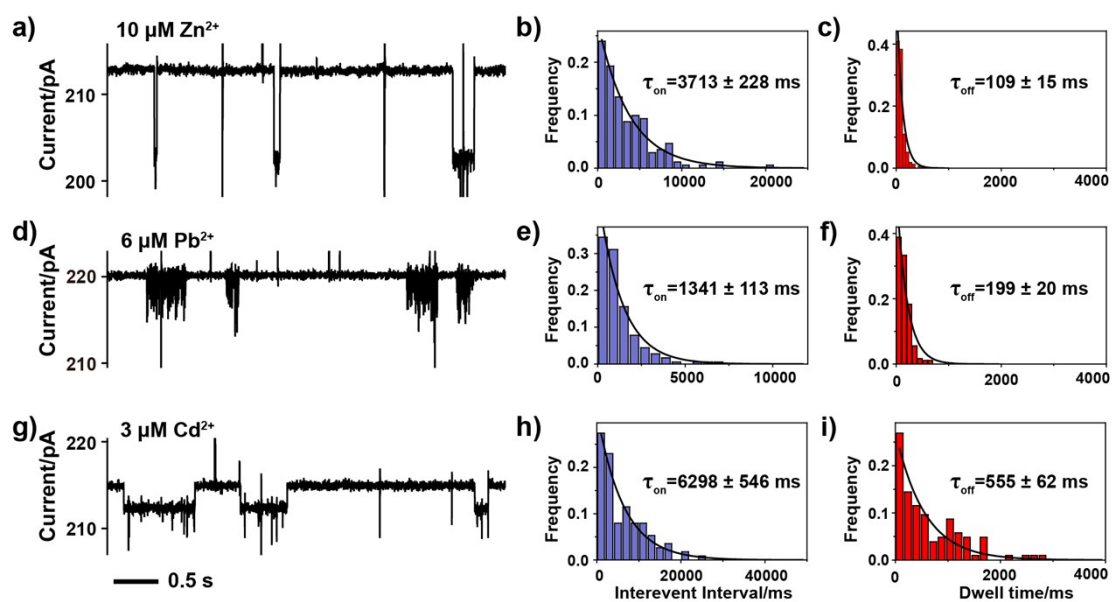 a)
10 µM Zn²⁺
Current/pA
210
200
b)
Frequency
0.2
0.1
0.0
τon=3713 ± 228 ms
0
10000
20000
c)
Frequency
0.4
0.2
0.0
τoff=109 ± 15 ms
0
2000
4000
d)
6 µM Pb²⁺
Current/pA
220
210
e)
Frequency
0.3
0.2
0.1
0.0
τon=1341 ± 113 ms
0
5000
10000
f)
Frequency
0.4
0.2
0.0
τoff=199 ± 20 ms
0
2000
4000
g)
3 µM Cd²⁺
Current/pA
220
210
0.5 s
h)
Frequency
0.2
0.1
0.0
τon=6298 ± 546 ms
0
20000
40000
Interevent Interval/ms
i)
Frequency
0.2
0.1
0.0
τoff=555 ± 62 ms
0
2000
4000
Dwell time/ms